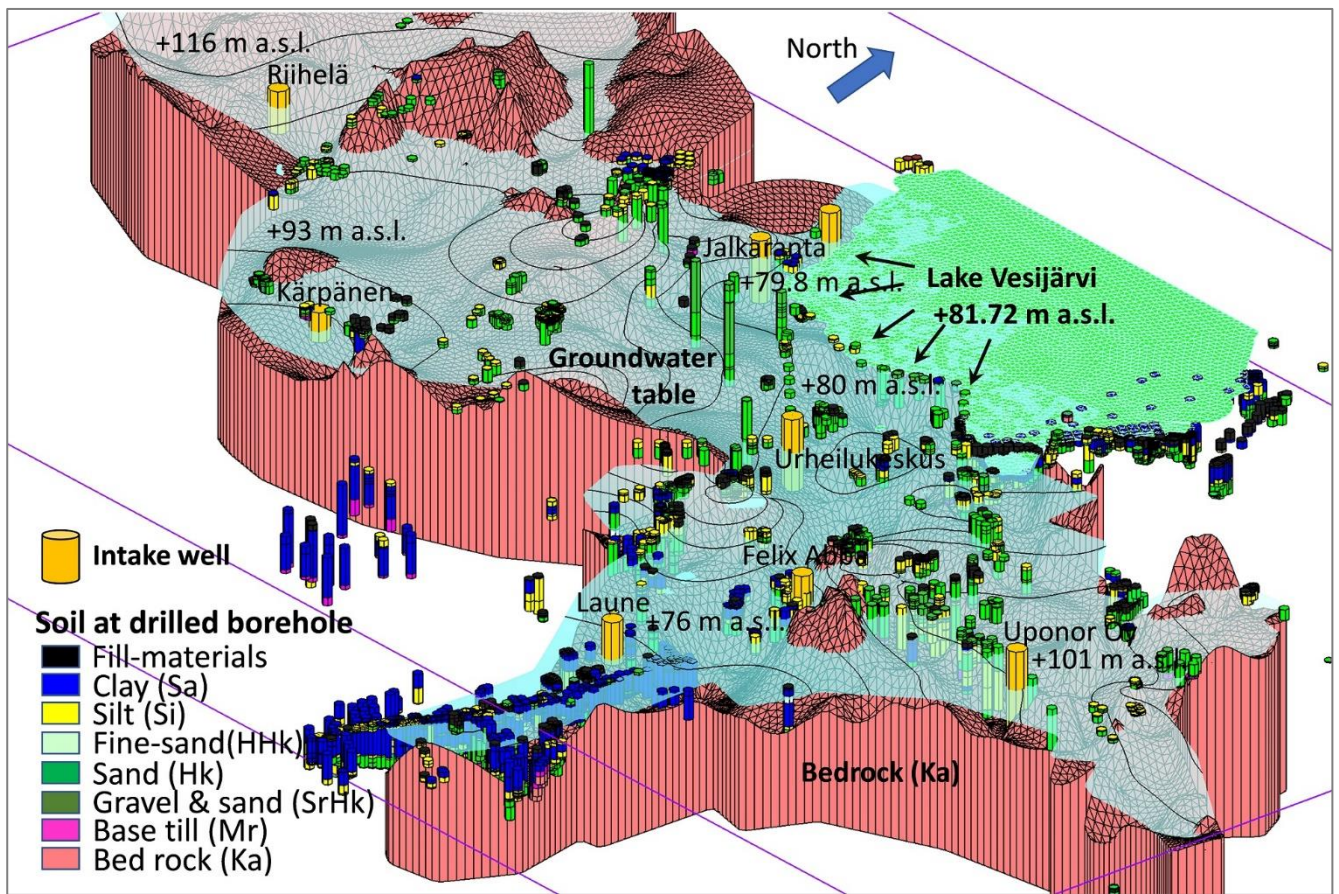 +116 m a.s.l.
Riihelä
North
+93 m a.s.l.
Jalkaranta
+79.8 m a.s.l.
Lake Vesijärvi
+81.72 m a.s.l.
Kärpänen
Groundwater
table
+80 m a.s.l.
Urheilukeskus
Intake well
Felix Abba
Laune
+76 m a.s.l.
Uponor Oy
+101 m a.s.l.
Soil at drilled borehole
Fill-materials
Clay (Sa)
Silt (Si)
Fine-sand(HHk)
Sand (Hk)
Gravel & sand (SrHk)
Base till (Mr)
Bed rock (Ka)
Bedrock (Ka)